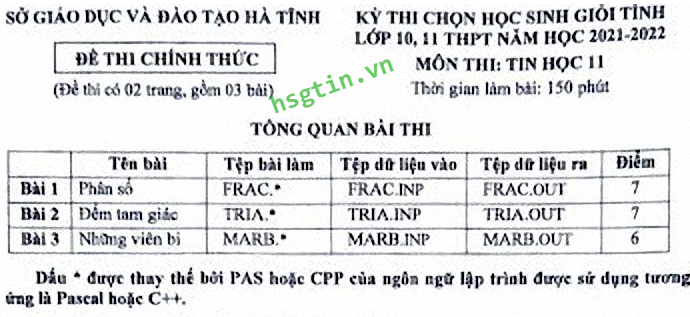 SỞ GIÁO DỤC VÀ ĐÀO TẠO HÀ TĨNH
ĐỀ THI CHÍNH THỨC
(Đề thi có 02 trang, gồm 03 bài)
KỲ THI CHỌN HỌC SINH GIỎI TỈNH
LỚP 10, 11 THPT NĂM HỌC 2021-2022
MÔN THI: TIN HỌC 11
Thời gian làm bài: 150 phút
hsgtin.vn
TỔNG QUAN BÀI THI
Tên bài Tệp bài làm Tệp dữ liệu vào Tệp dữ liệu ra Điểm
Bài 1 Phân số FRAC.* FRAC.INP FRAC.OUT 7
Bài 2 Đếm tam giác TRIA.* TRIA.INP TRIA.OUT 7
Bài 3 Những viên bi MARB.* MARB.INP MARB.OUT 6
Dấu * được thay thế bởi PAS hoặc CPP của ngôn ngữ lập trình được sử dụng tương
ứng là Pascal hoặc C++.